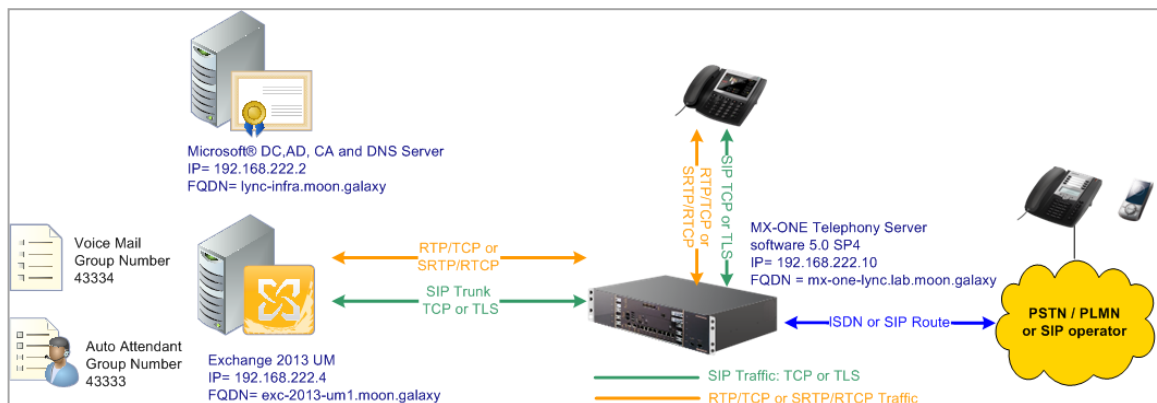 Microsoft® DC,AD, CA and DNS Server
IP= 192.168.222.2
FQDN= lync-infra.moon.galaxy
Voice Mail
Group Number
43334
Auto Attendant
Group Number
43333
Exchange 2013 UM
IP= 192.168.222.4
FQDN= exc-2013-um1.moon.galaxy
RTP/TCP or
SRTP/RTCP
SIP Trunk
TCP or TLS
RTP/TCP or
SRTP/RTCP
SIP TCP or TLS
MX-ONE Telephony Server
software 5.0 SP4
IP= 192.168.222.10
FQDN = mx-one-lync.lab.moon.galaxy
ISDN or SIP Route
PSTN / PLMN
or SIP operator
SIP Traffic: TCP or TLS
RTP/TCP or SRTP/RTCP Traffic